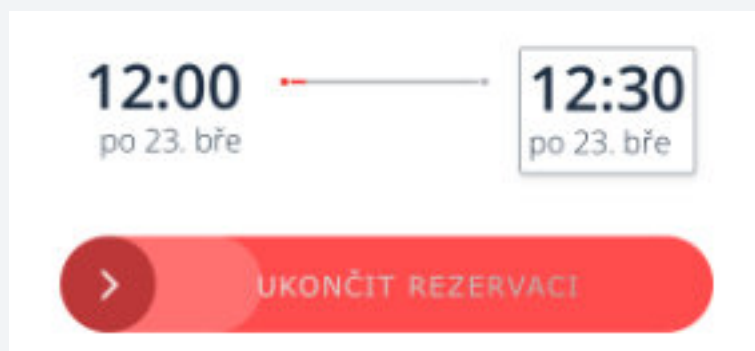 12:00
po 23. bře
12:30
po 23. bře
UKONČIT REZERVACI